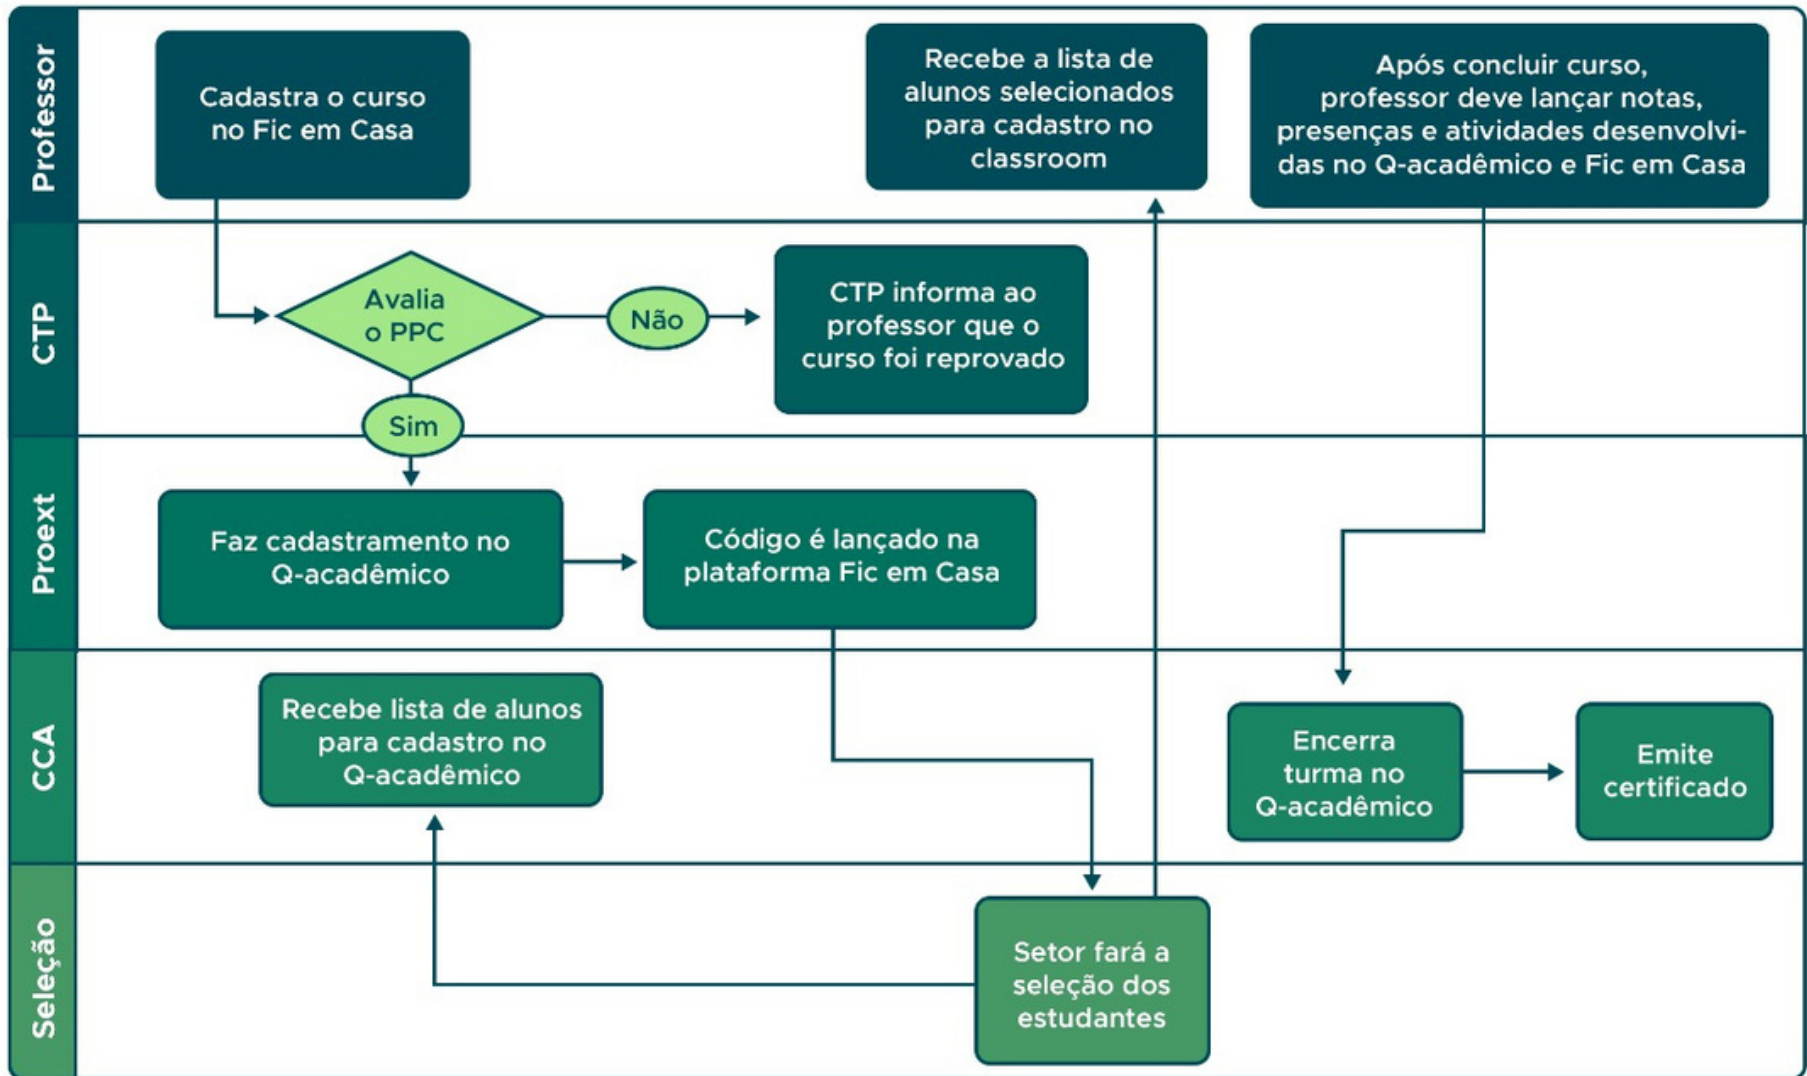 Professor
Cadastra o curso
no Fic em Casa
Recebe a lista de
alunos selecionados
para cadastro no
classroom
Após concluir curso,
professor deve lançar notas,
presenças e atividades desenvolvi-
das no Q-acadêmico e Fic em Casa
CTP
Avalia
o PPC
Não
CTP informa ao
professor que o
curso foi reprovado
Sim
Proext
Faz cadastramento no
Q-acadêmico
Código é lançado na
plataforma Fic em Casa
CCA
Recebe lista de alunos
para cadastro no
Q-acadêmico
Encerra
turma no
Q-acadêmico
Emite
certificado
Seleção
Setor fará a
seleção dos
estudantes